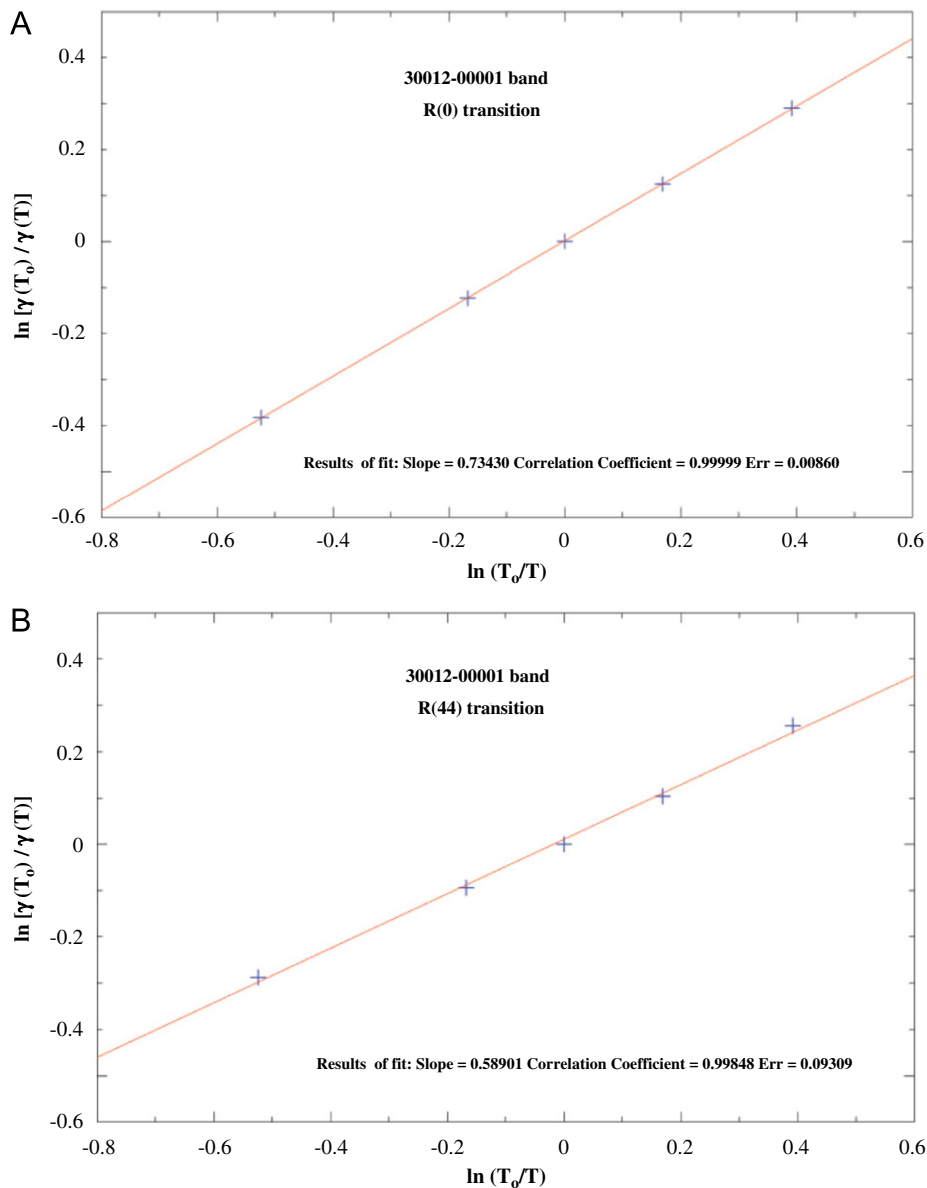 A
30012-00001 band
R(0) transition
ln [γ(Tₒ) / γ(T)]
0.4
0.2
0
-0.2
-0.4
-0.6
Results of fit: Slope = 0.73430 Correlation Coefficient = 0.99999 Err = 0.00860
-0.8 -0.6 -0.4 -0.2 0 0.2 0.4 0.6
ln (Tₒ/T)
B
30012-00001 band
R(44) transition
ln [γ(Tₒ) / γ(T)]
0.4
0.2
0
-0.2
-0.4
-0.6
Results of fit: Slope = 0.58901 Correlation Coefficient = 0.99848 Err = 0.09309
-0.8 -0.6 -0.4 -0.2 0 0.2 0.4 0.6
ln (Tₒ/T)